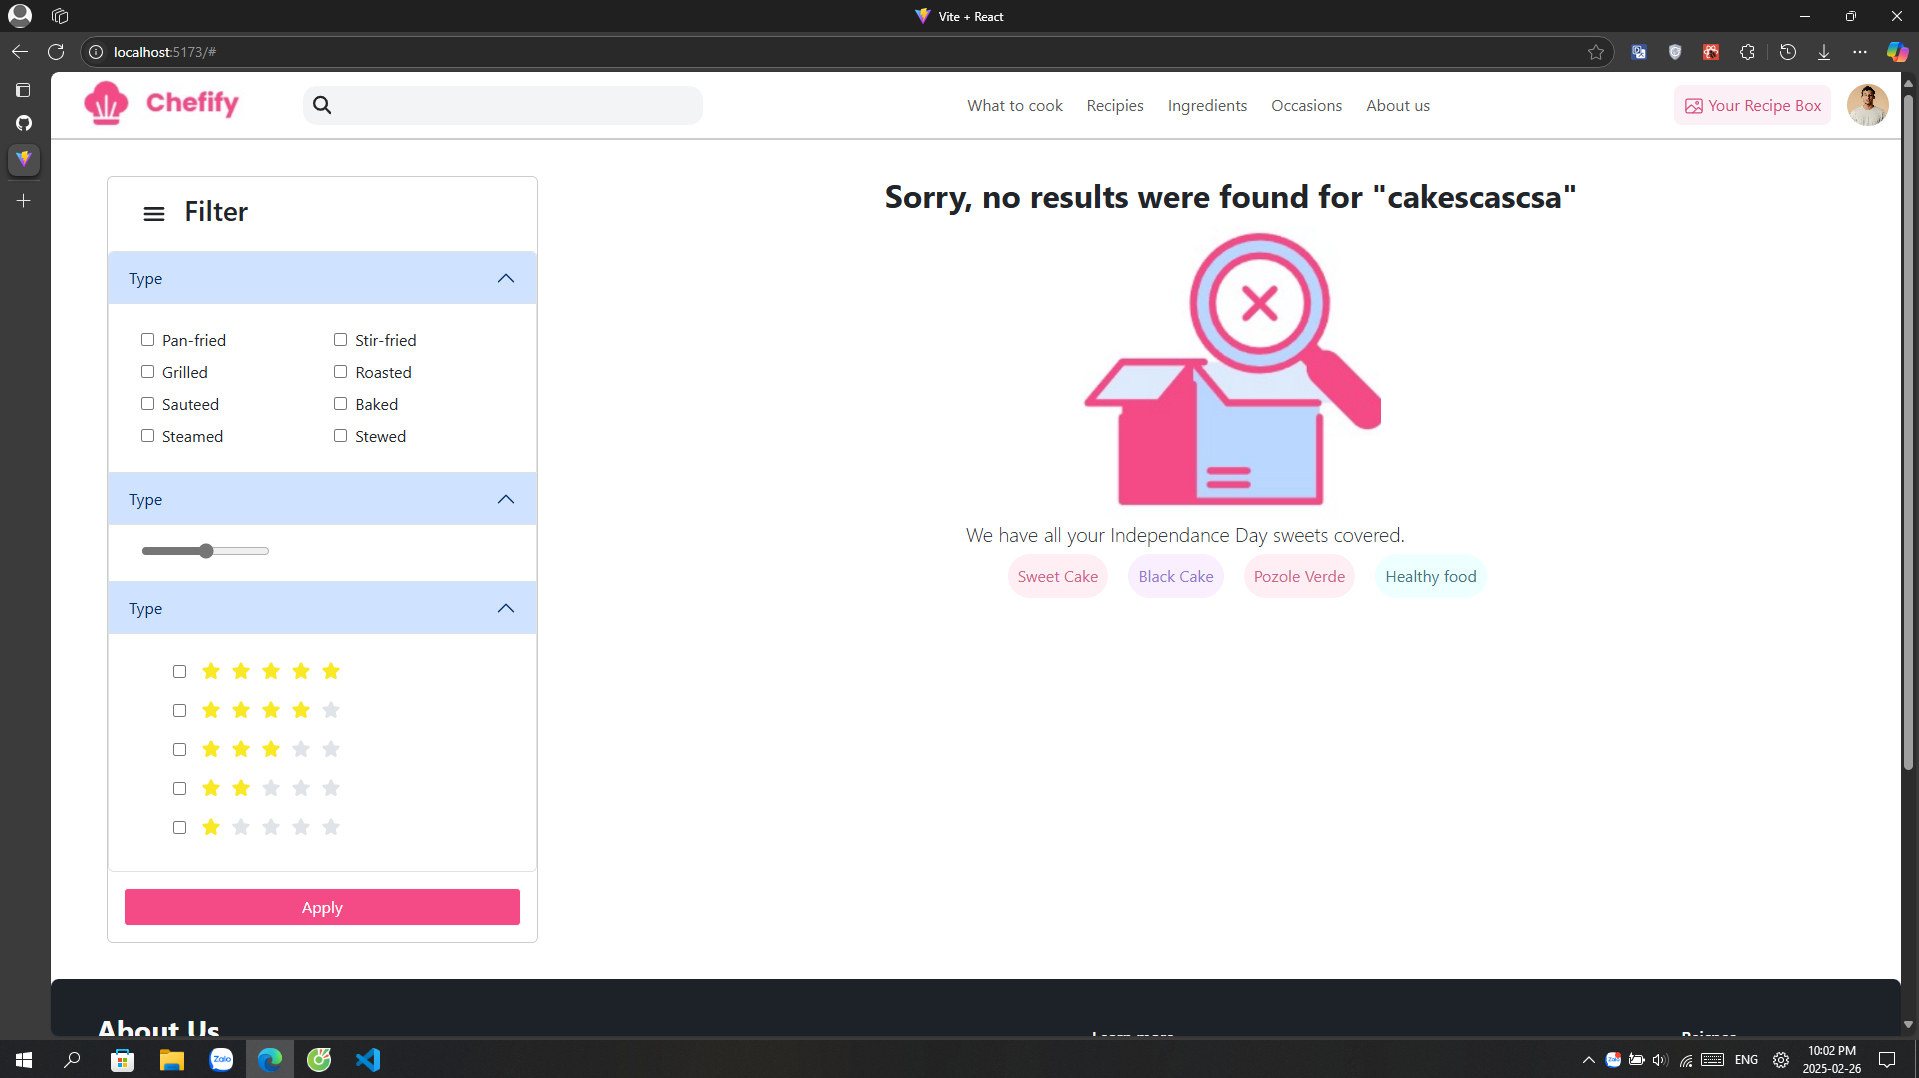 Vite + React
localhost:5173/#
Chefify
What to cook
Recipies
Ingredients
Occasions
About us
Your Recipe Box
Filter
Type
Pan-fried
Stir-fried
Grilled
Roasted
Sauteed
Baked
Steamed
Stewed
Type
Type
Apply
Sorry, no results were found for "cakescascsa"
We have all your Independance Day sweets covered.
Sweet Cake
Black Cake
Pozole Verde
Healthy food
About Us
Learn more
Zalo
ENG
10:02 PM
2025-02-26